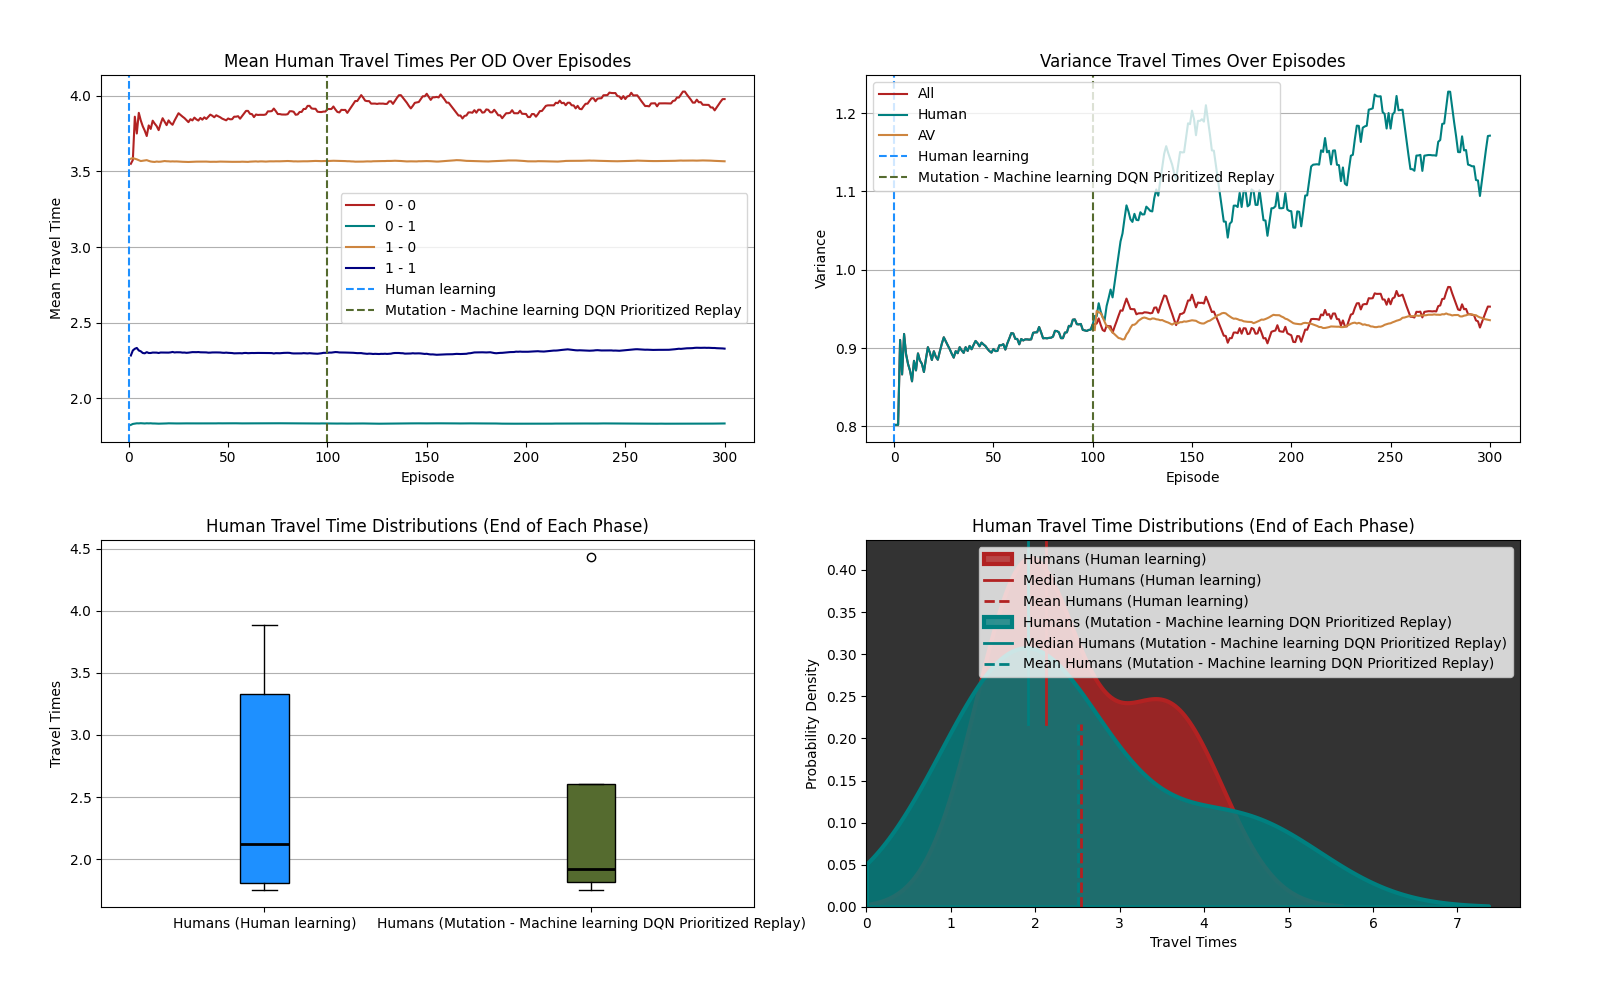 Mean Human Travel Times Per OD Over Episodes
Mean Travel Time
4.0
3.5
3.0
2.5
2.0
0 - 0
0 - 1
1 - 0
1 - 1
Human learning
Mutation - Machine learning DQN Prioritized Replay
0 50 100 150 200 250 300
Episode
Variance Travel Times Over Episodes
Variance
1.2
1.1
1.0
0.9
0.8
All
Human
AV
Human learning
Mutation - Machine learning DQN Prioritized Replay
0 50 100 150 200 250 300
Episode
Human Travel Time Distributions (End of Each Phase)
Travel Times
4.5
4.0
3.5
3.0
2.5
2.0
Humans (Human learning) Humans (Mutation - Machine learning DQN Prioritized Replay)
Human Travel Time Distributions (End of Each Phase)
Probability Density
0.40
0.35
0.30
0.25
0.20
0.15
0.10
0.05
0.00
Humans (Human learning)
Median Humans (Human learning)
Mean Humans (Human learning)
Humans (Mutation - Machine learning DQN Prioritized Replay)
Median Humans (Mutation - Machine learning DQN Prioritized Replay)
Mean Humans (Mutation - Machine learning DQN Prioritized Replay)
0 1 2 3 4 5 6 7
Travel Times